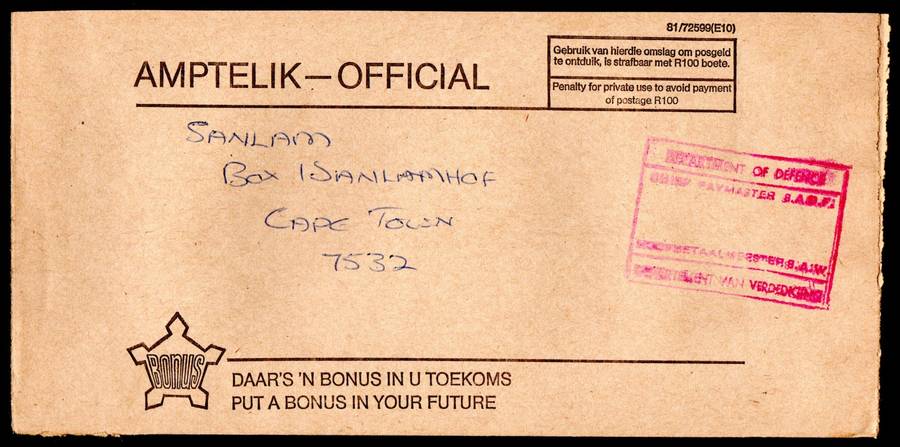 81/72599(E10)
AMPTELIK—OFFICIAL
Gebruik van hierdie omslag om posgeld
te ontduik, is strafbaar met R100 boete.
Penalty for private use to avoid payment
of postage R100
SANLAM
BOX 1 SANLAMHOF
CAPE TOWN
7532
DEPARTMENT OF DEFENCE
CHIEF PAYMASTER S.A.D.F.
HOOFBETAALMEESTER S.A.W.
DEPARTEMENT VAN VERDEDIGING
BONUS
DAAR'S 'N BONUS IN U TOEKOMS
PUT A BONUS IN YOUR FUTURE